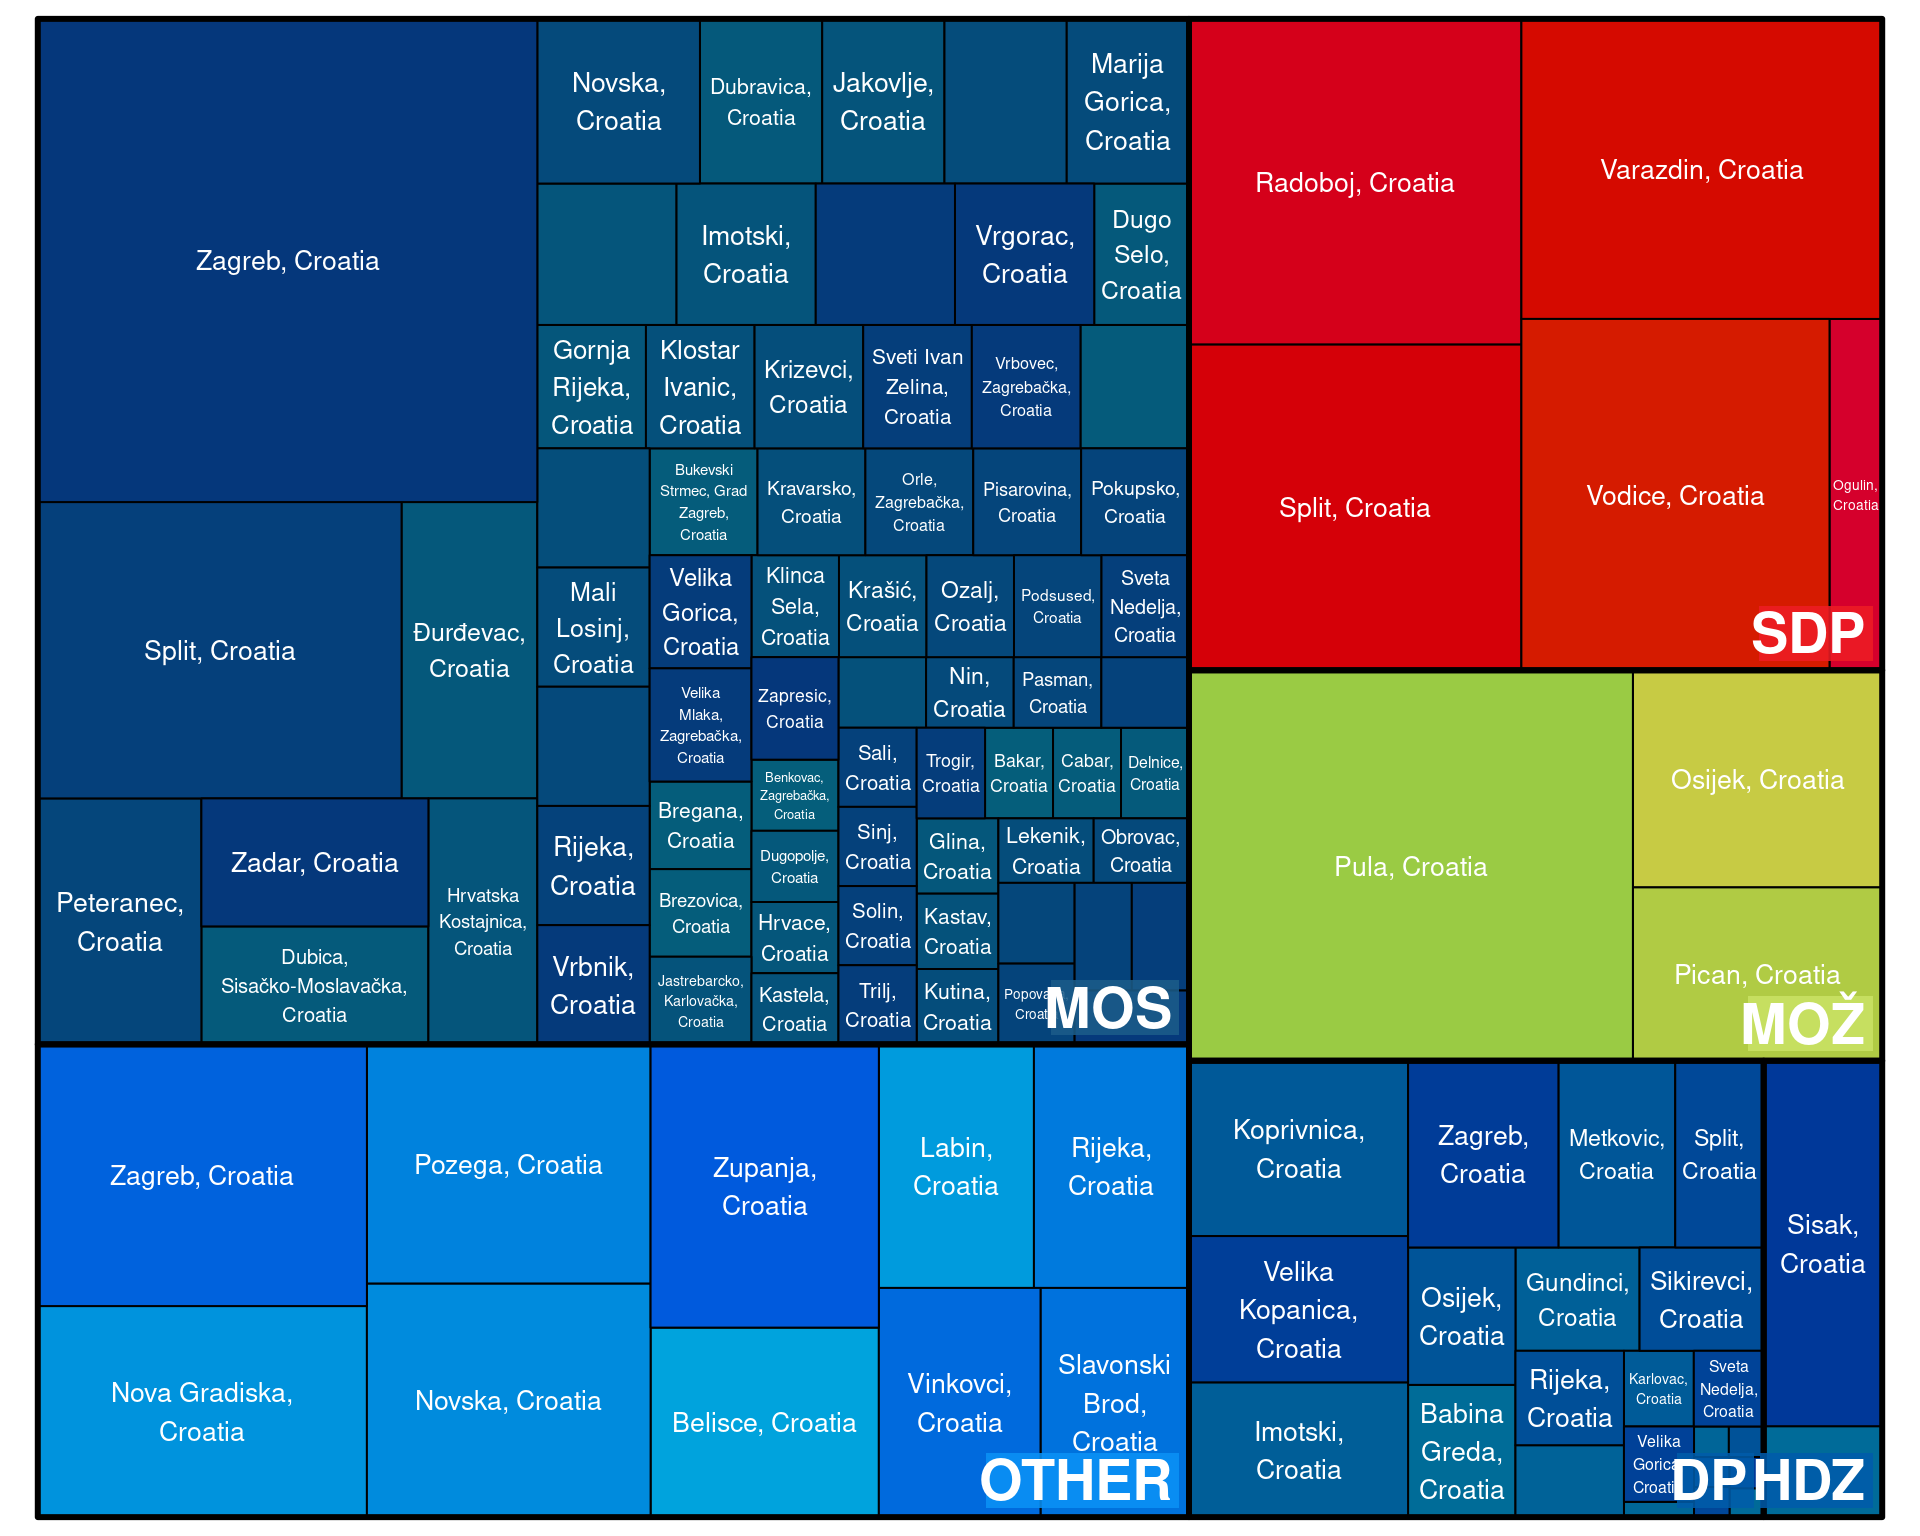 Zagreb, Croatia
Split, Croatia
Đurđevac,
Croatia
Peteranec,
Croatia
Zadar, Croatia
Dubica,
Sisačko-Moslavačka,
Croatia
Hrvatska
Kostajnica,
Croatia
Novska,
Croatia
Dubravica,
Croatia
Jakovlje,
Croatia
Marija
Gorica,
Croatia
Imotski,
Croatia
Vrgorac,
Croatia
Dugo
Selo,
Croatia
Gornja
Rijeka,
Croatia
Klostar
Ivanic,
Croatia
Krizevci,
Croatia
Sveti Ivan
Zelina,
Croatia
Vrbovec,
Zagrebačka,
Croatia
Bukevski
Strmec, Grad
Zagreb,
Croatia
Kravarsko,
Croatia
Orle,
Zagrebačka,
Croatia
Pisarovina,
Croatia
Pokupsko,
Croatia
Mali
Losinj,
Croatia
Rijeka,
Croatia
Vrbnik,
Croatia
Velika
Gorica,
Croatia
Velika
Mlaka,
Zagrebačka,
Croatia
Bregana,
Croatia
Brezovica,
Croatia
Jastrebarcko,
Karlovačka,
Croatia
Klinca
Sela,
Croatia
Zapresic,
Croatia
Benkovac,
Zagrebačka,
Croatia
Dugopolje,
Croatia
Hrvace,
Croatia
Kastela,
Croatia
Krašić,
Croatia
Ozalj,
Croatia
Podsused,
Croatia
Sveta
Nedelja,
Croatia
Nin,
Croatia
Pasman,
Croatia
Sali,
Croatia
Sinj,
Croatia
Solin,
Croatia
Trilj,
Croatia
Trogir,
Croatia
Bakar,
Croatia
Cabar,
Croatia
Delnice,
Croatia
Glina,
Croatia
Kastav,
Croatia
Kutina,
Croatia
Lekenik,
Croatia
Obrovac,
Croatia
MOS
Radoboj, Croatia
Split, Croatia
Varazdin, Croatia
Vodice, Croatia
Ogulin,
Croatia
SDP
Pula, Croatia
Osijek, Croatia
Pican, Croatia
MOŽ
Zagreb, Croatia
Nova Gradiska,
Croatia
Pozega, Croatia
Novska, Croatia
Zupanja,
Croatia
Belisce, Croatia
Labin,
Croatia
Rijeka,
Croatia
Vinkovci,
Croatia
Slavonski
Brod,
Croatia
OTHER
Koprivnica,
Croatia
Velika
Kopanica,
Croatia
Imotski,
Croatia
Zagreb,
Croatia
Metkovic,
Croatia
Split,
Croatia
Osijek,
Croatia
Babina
Greda,
Croatia
Gundinci,
Croatia
Sikirevci,
Croatia
Rijeka,
Croatia
Karlovac,
Croatia
Sveta
Nedelja,
Croatia
Velika
Gorica
Croatia
DP
Sisak,
Croatia
HDZ